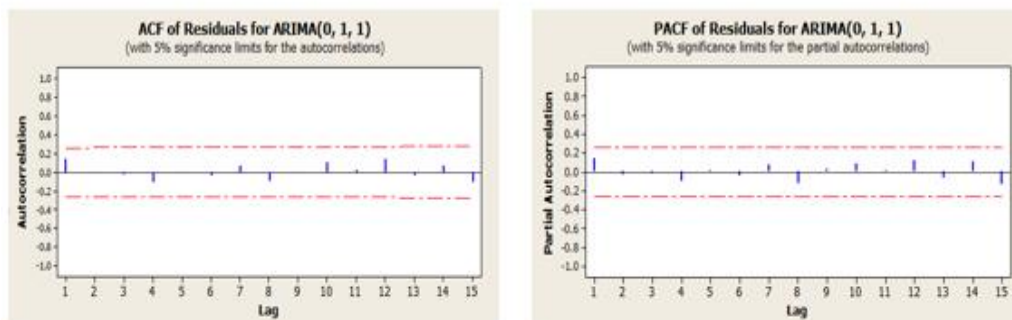 ACF of Residuals for ARIMA(0, 1, 1)
(with 5% significance limits for the autocorrelations)
1.0
0.8
0.6
0.4
0.2
0.0
-0.2
-0.4
-0.6
-0.8
-1.0
Autocorrelation
1 2 3 4 5 6 7 8 9 10 11 12 13 14 15
Lag
PACF of Residuals for ARIMA(0, 1, 1)
(with 5% significance limits for the partial autocorrelations)
1.0
0.8
0.6
0.4
0.2
0.0
-0.2
-0.4
-0.6
-0.8
-1.0
Partial Autocorrelation
1 2 3 4 5 6 7 8 9 10 11 12 13 14 15
Lag